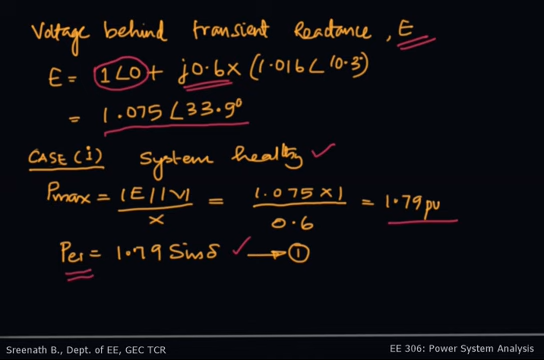 Voltage behind transient Reactance, E
E = 1∠0 + j0.6x (1.016∠10.3°)
= 1.075∠33.9°
CASE(i) System healthy ✓
Pmax = |E||V| / X = 1.075×1 / 0.6 = 1.79 pu
Pe1 = 1.79 Sinδ ✓ → ①
Sreenath B., Dept. of EE, GEC TCR
EE 306: Power System Analysis